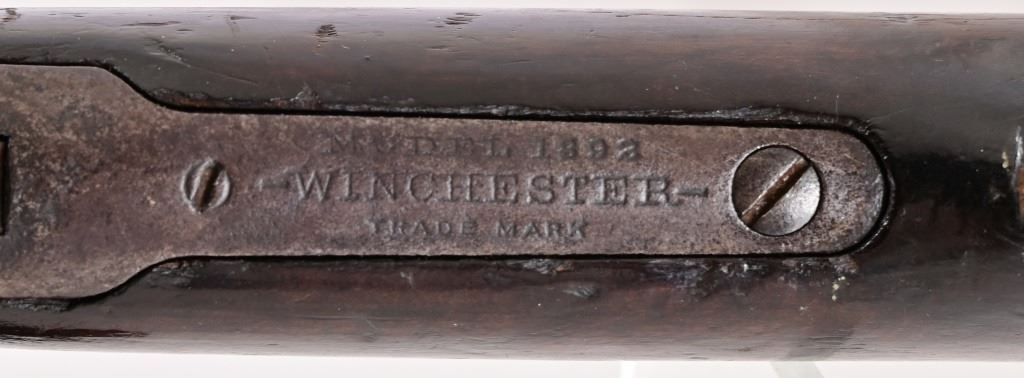 MODEL 1892
-WINCHESTER-
TRADE MARK